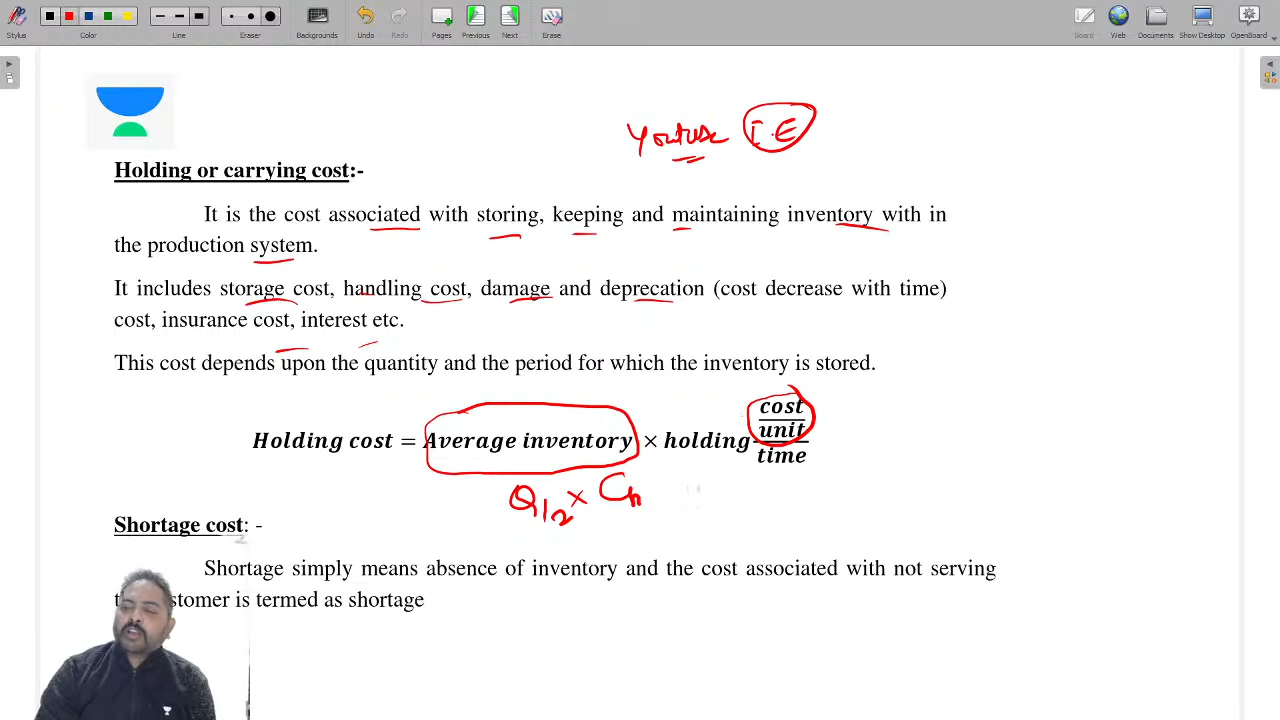 Stylus Color Line Eraser Backgrounds Undo Redo Pages Previous Next Erase Board Web Documents Show Desktop OpenBoard
Youtube I.E
Holding or carrying cost:-
It is the cost associated with storing, keeping and maintaining inventory with in
the production system.
It includes storage cost, handling cost, damage and deprecation (cost decrease with time)
cost, insurance cost, interest etc.
This cost depends upon the quantity and the period for which the inventory is stored.
Holding cost = Average inventory × holding cost/unit/time
Q/2 × Ch
Shortage cost: -
Shortage simply means absence of inventory and the cost associated with not serving
is termed as shortage